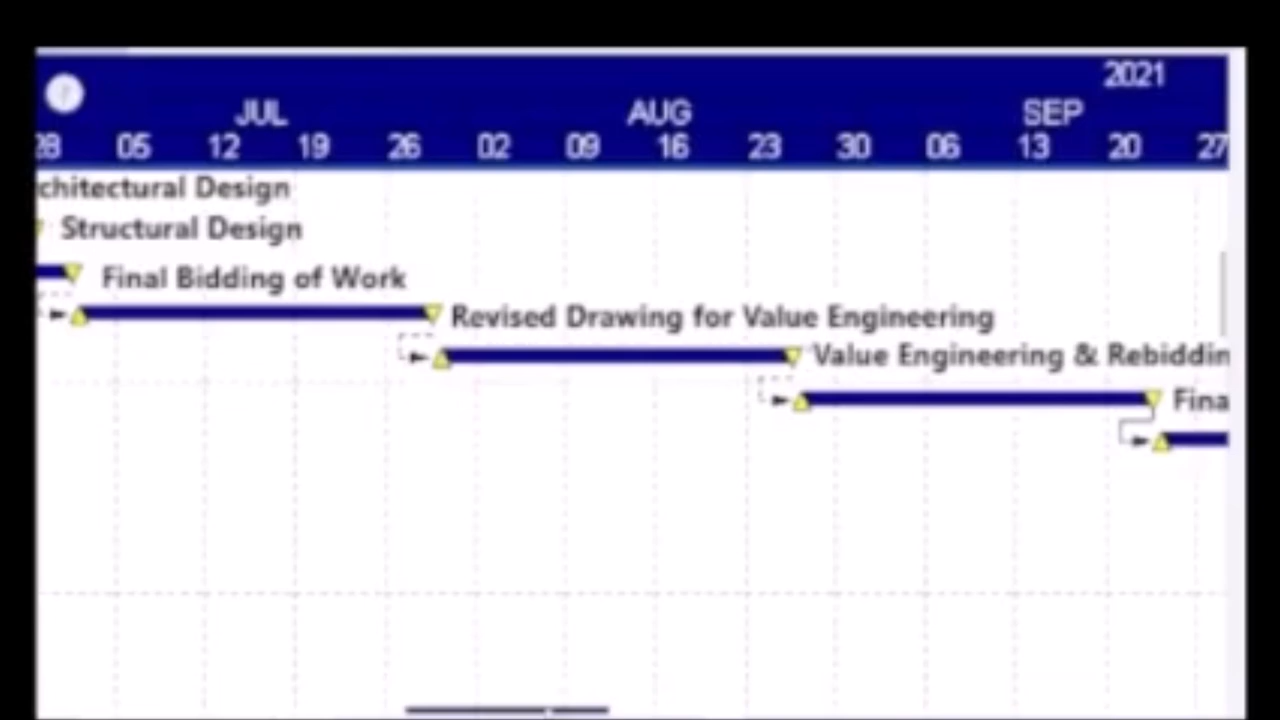 2021
JUL AUG SEP
28 05 12 19 26 02 09 16 23 30 06 13 20 27
chitectural Design
Structural Design
Final Bidding of Work
Revised Drawing for Value Engineering
Value Engineering & Rebiddin
Fina